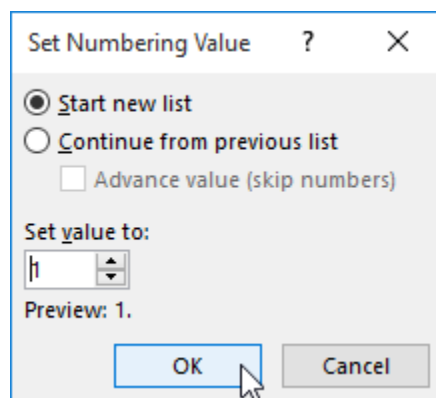 Set Numbering Value ? ×
Start new list
Continue from previous list
Advance value (skip numbers)
Set value to:
1
Preview: 1.
OK Cancel